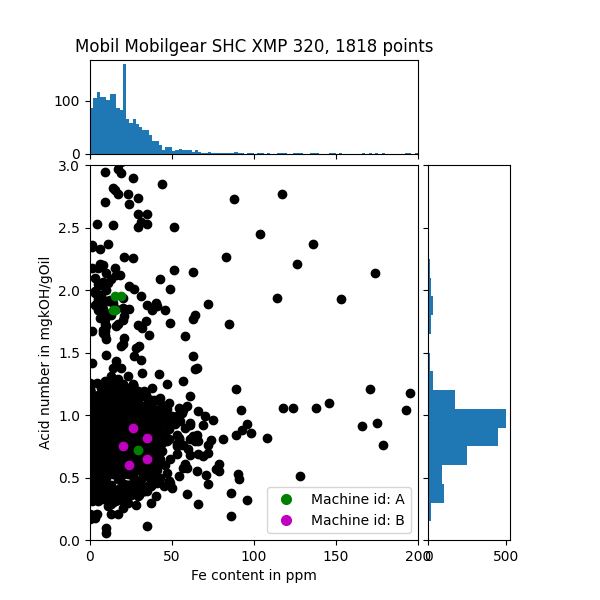 Mobil Mobilgear SHC XMP 320, 1818 points
100
0
3.0
2.5
2.0
1.5
1.0
0.5
0.0
Acid number in mgkOH/gOil
Machine id: A
Machine id: B
0 50 100 150 200 0 500
Fe content in ppm